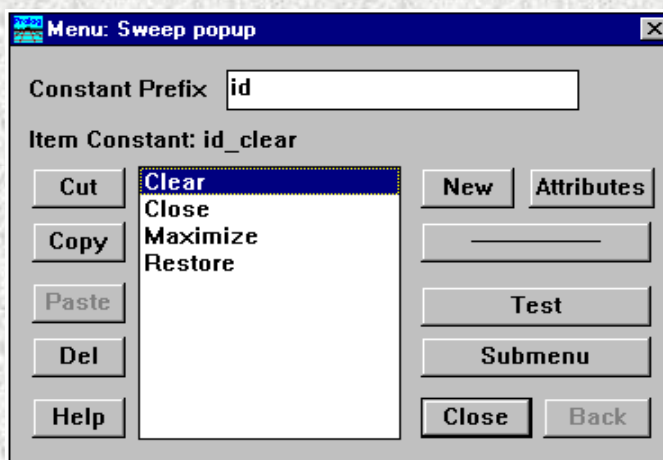 Prolog
Menu: Sweep popup
Constant Prefix id
Item Constant: id_clear
Cut
Copy
Paste
Del
Help
Clear
Close
Maximize
Restore
New Attributes
Test
Submenu
Close Back